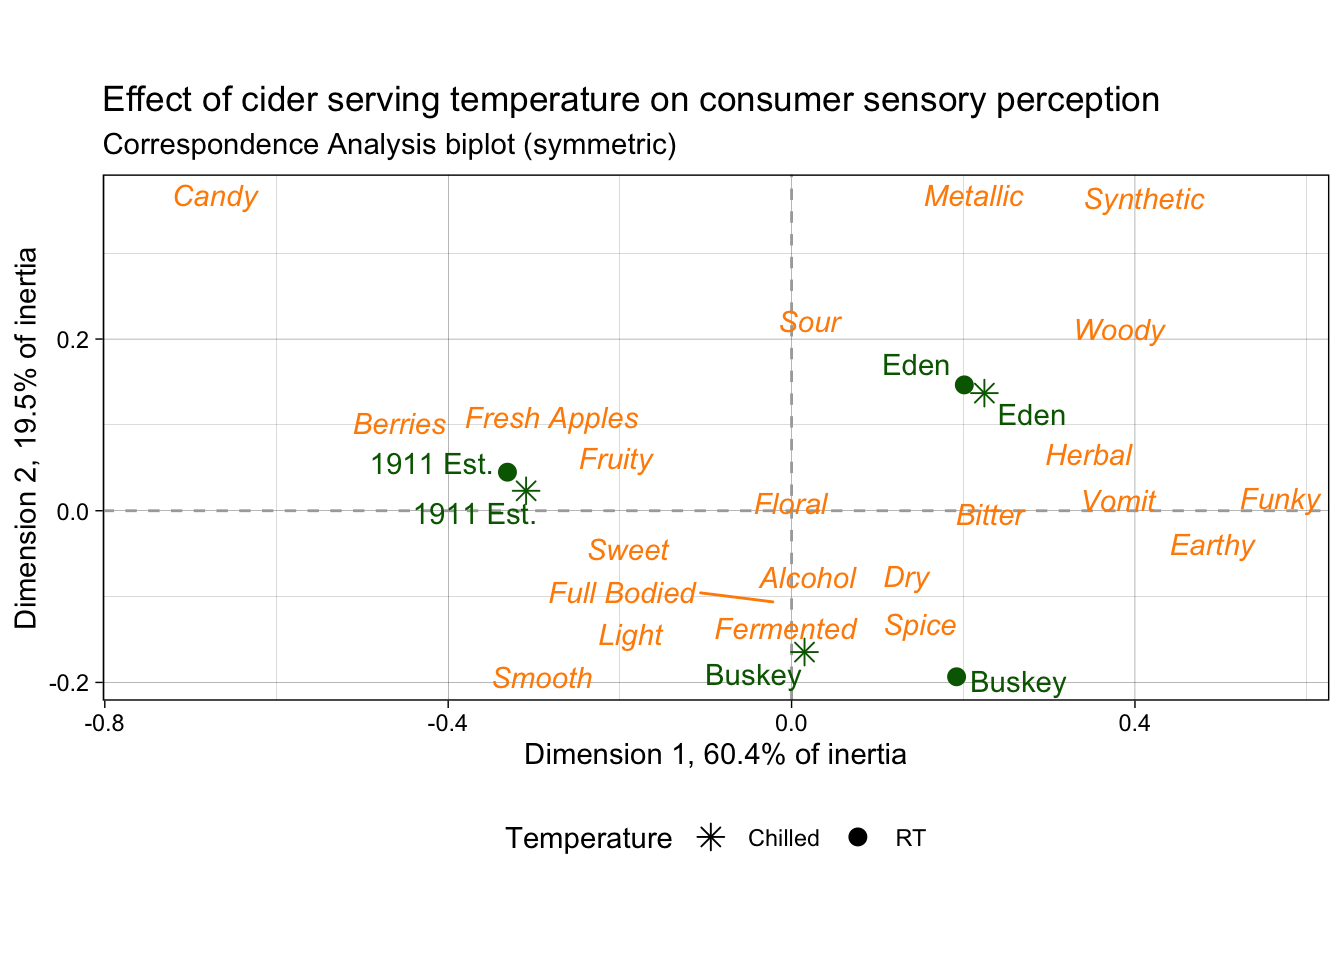 Effect of cider serving temperature on consumer sensory perception
Correspondence Analysis biplot (symmetric)
Candy
Metallic
Synthetic
Sour
Woody
0.2
Eden
Eden
Berries
Fresh Apples
1911 Est.
Fruity
Herbal
Floral
Vomit
Funky
0.0
1911 Est.
Bitter
Earthy
Sweet
Alcohol
Dry
Full Bodied
Spice
Light
Fermented
Smooth
Buskey
Buskey
-0.2
Dimension 2, 19.5% of inertia
-0.8
-0.4
0.0
0.4
Dimension 1, 60.4% of inertia
Temperature
Chilled
RT